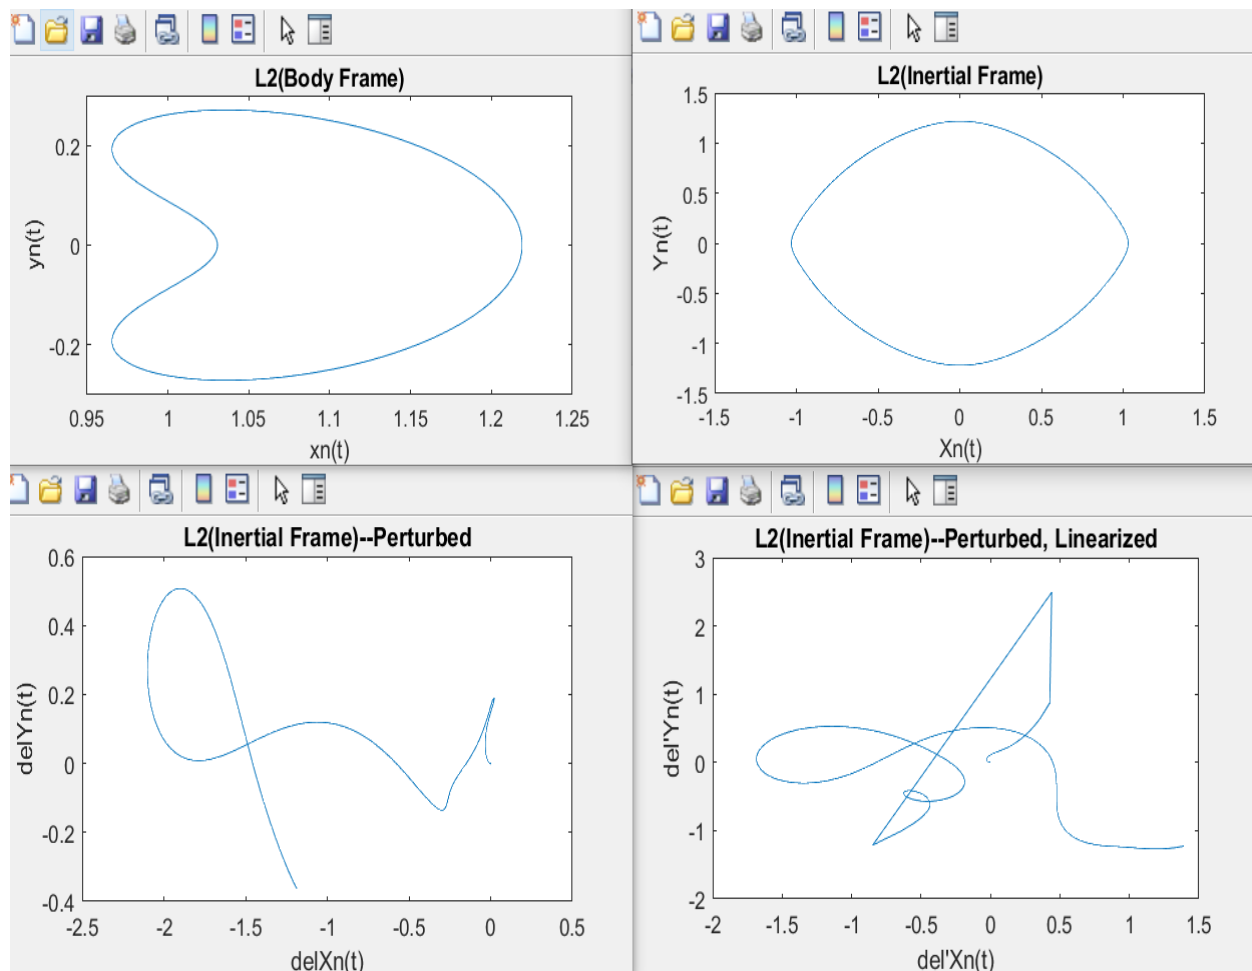 L2(Body Frame)
0.2
0
-0.2
yn(t)
0.95 1 1.05 1.1 1.15 1.2 1.25
xn(t)
L2(Inertial Frame)
1.5
1
0.5
0
-0.5
-1
-1.5
Yn(t)
-1.5 -1 -0.5 0 0.5 1 1.5
Xn(t)
L2(Inertial Frame)--Perturbed
0.6
0.4
0.2
0
-0.2
-0.4
delYn(t)
-2.5 -2 -1.5 -1 -0.5 0 0.5
delXn(t)
L2(Inertial Frame)--Perturbed, Linearized
3
2
1
0
-1
-2
del'Yn(t)
-2 -1.5 -1 -0.5 0 0.5 1 1.5
del'Xn(t)